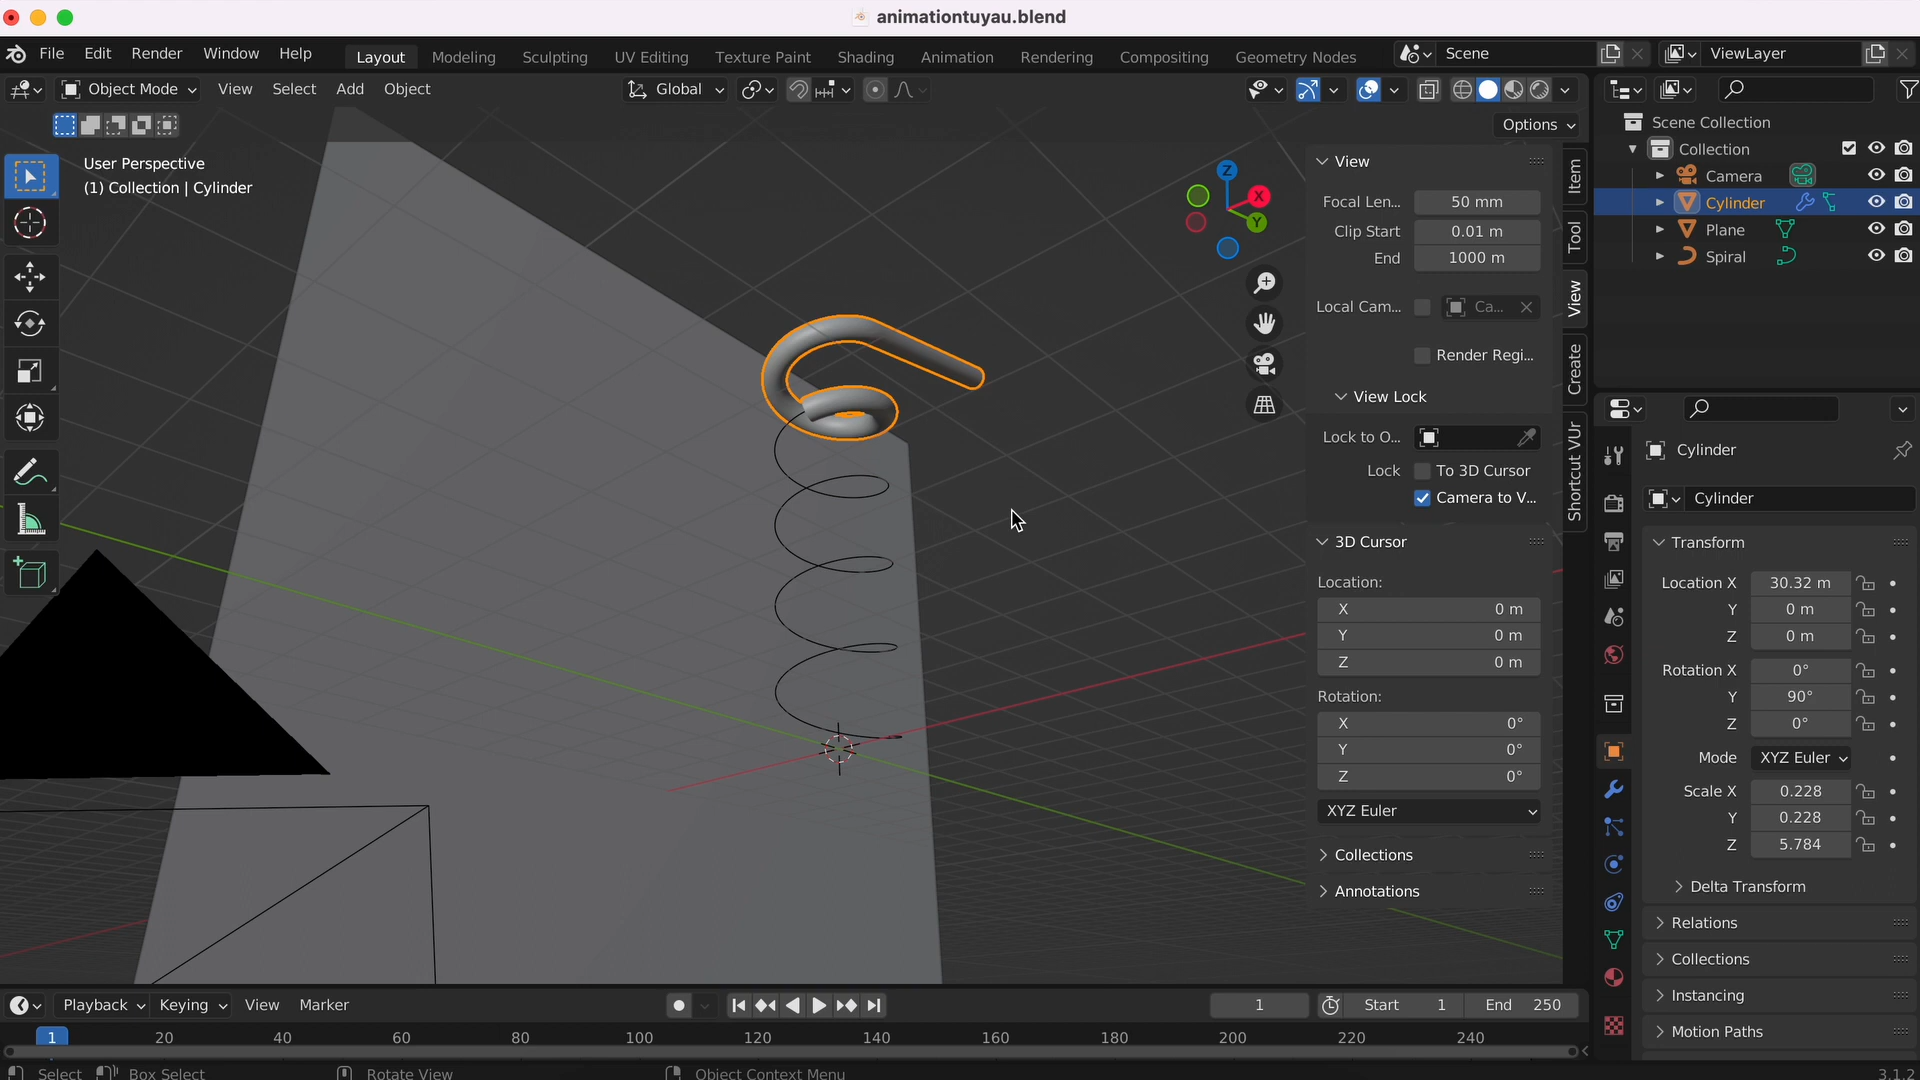 animationtuyau.blend
File Edit Render Window Help Layout Modeling Sculpting UV Editing Texture Paint Shading Animation Rendering Compositing Geometry Nodes Scene ViewLayer
Object Mode View Select Add Object Global
Options
User Perspective
(1) Collection | Cylinder
Z
X
Y
View
Focal Len... 50 mm
Clip Start 0.01 m
End 1000 m
Local Cam... Ca...
Render Regi...
View Lock
Lock to O...
Lock To 3D Cursor
Camera to V...
3D Cursor
Location:
X 0 m
Y 0 m
Z 0 m
Rotation:
X 0°
Y 0°
Z 0°
XYZ Euler
Collections
Annotations
Item
Tool
View
Create
Shortcut VUr
Scene Collection
Collection
Camera
Cylinder
Plane
Spiral
Cylinder
Cylinder
Transform
Location X 30.32 m
Y 0 m
Z 0 m
Rotation X 0°
Y 90°
Z 0°
Mode XYZ Euler
Scale X 0.228
Y 0.228
Z 5.784
Delta Transform
Relations
Collections
Instancing
Motion Paths
Playback Keying View Marker 1 Start 1 End 250
1 20 40 60 80 100 120 140 160 180 200 220 240
Select Box Select Rotate View Object Context Menu 3.1.2